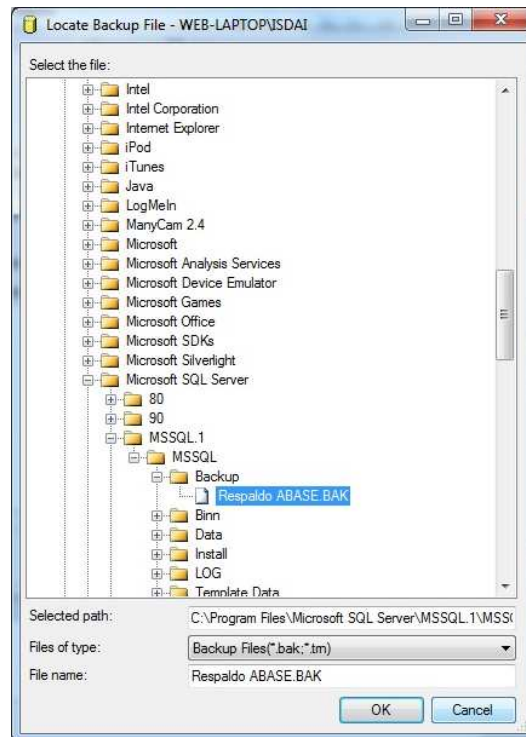 Locate Backup File - WEB-LAPTOP\ISDAI
Select the file:
Intel
Intel Corporation
Internet Explorer
iPod
iTunes
Java
LogMeIn
ManyCam 2.4
Microsoft
Microsoft Analysis Services
Microsoft Device Emulator
Microsoft Games
Microsoft Office
Microsoft SDKs
Microsoft Silverlight
Microsoft SQL Server
80
90
MSSQL.1
MSSQL
Backup
Respaldo ABASE.BAK
Binn
Data
Install
LOG
Template Data
Selected path: C:\Program Files\Microsoft SQL Server\MSSQL.1\MSS
Files of type: Backup Files(*.bak;*.trn)
File name: Respaldo ABASE.BAK
OK Cancel